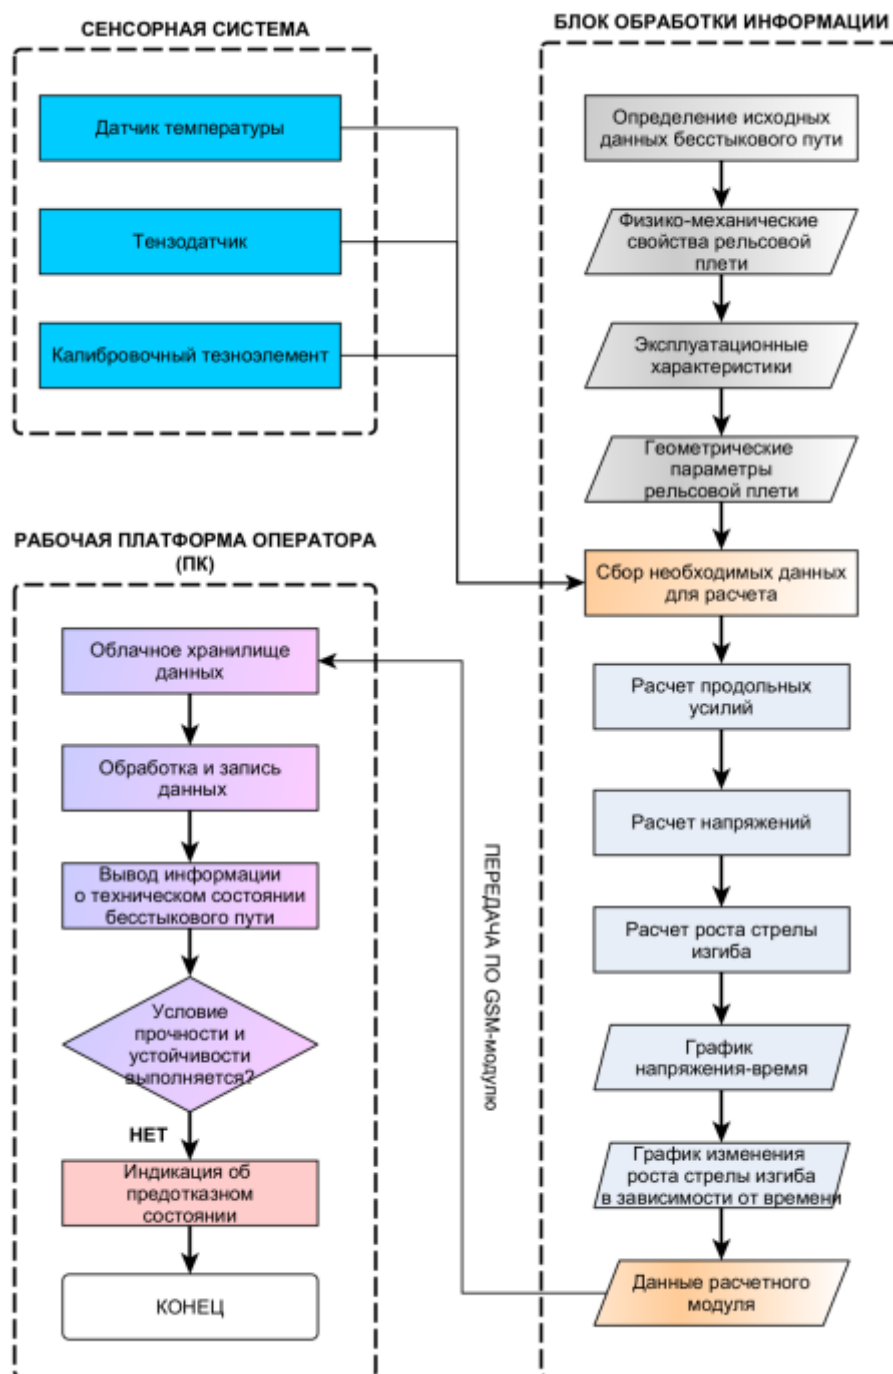 СЕНСОРНАЯ СИСТЕМА
Датчик температуры
Тензодатчик
Калибровочный тезноэлемент
БЛОК ОБРАБОТКИ ИНФОРМАЦИИ
Определение исходных
данных бесстыкового пути
Физико-механические
свойства рельсовой
плети
Эксплуатационные
характеристики
Геометрические
параметры
рельсовой плети
Сбор необходимых данных
для расчета
Расчет продольных
усилий
Расчет напряжений
Расчет роста стрелы
изгиба
График
напряжения-время
График изменения
роста стрелы изгиба
в зависимости от времени
Данные расчетного
модуля
ПЕРЕДАЧА ПО GSM-МОДУЛЮ
РАБОЧАЯ ПЛАТФОРМА ОПЕРАТОРА
(ПК)
Облачное хранилище
данных
Обработка и запись
данных
Вывод информации
о техническом состоянии
бесстыкового пути
Условие
прочности и
устойчивости
выполняется?
НЕТ
Индикация об
предотказном
состоянии
КОНЕЦ